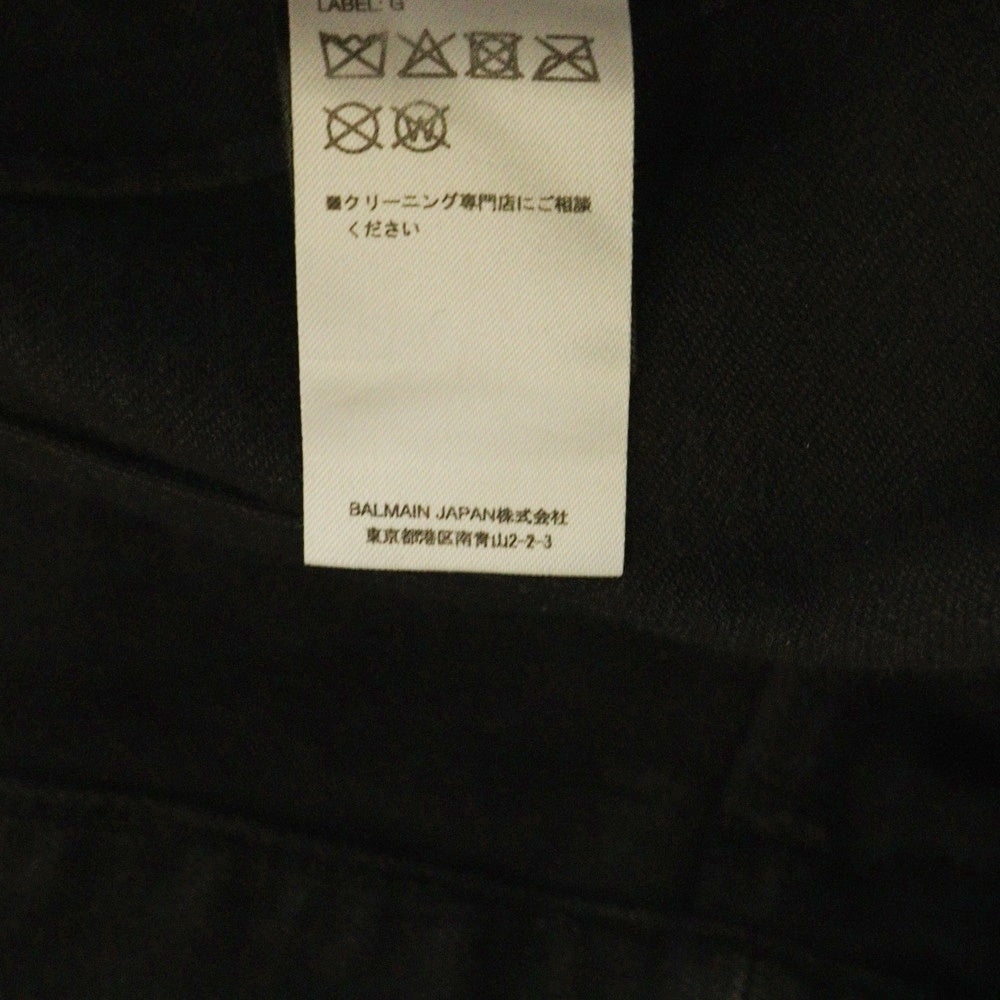 LABEL: G
■クリーニング専門店にご相談
ください
BALMAIN JAPAN株式会社
東京都港区南青山2-2-3